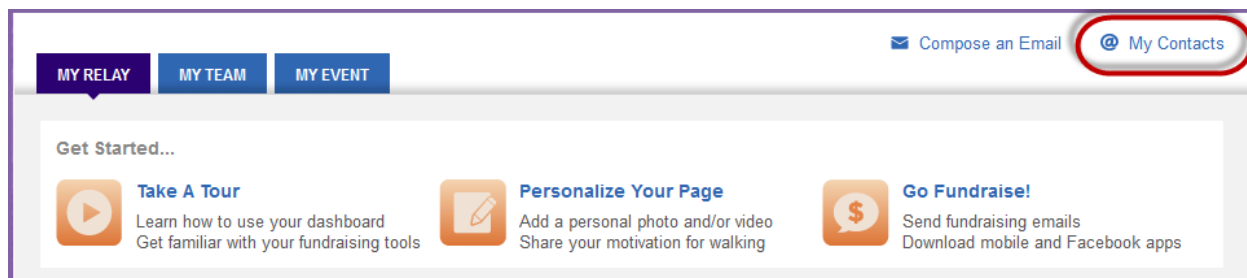 Compose an Email
@ My Contacts
MY RELAY
MY TEAM
MY EVENT
Get Started...
Take A Tour
Learn how to use your dashboard
Get familiar with your fundraising tools
Personalize Your Page
Add a personal photo and/or video
Share your motivation for walking
$
Go Fundraise!
Send fundraising emails
Download mobile and Facebook apps